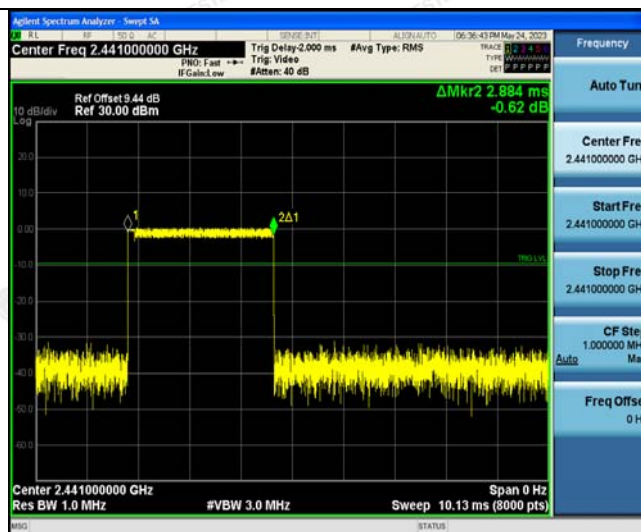 Agilent Spectrum Analyzer - Swept SA
RL RF 50 Ω AC SENSE:INT ALIGNAUTO 06:36:43 PM May 24, 2023
Center Freq 2.441000000 GHz
PNO: Fast
IFGain:Low
Trig Delay-2.000 ms
Trig: Video
#Atten: 40 dB
#Avg Type: RMS
TRACE 1 2 3 4 5 6
TYPE
DET P P P P P P
Frequency
Auto Tun
Center Fre
2.441000000 GH
Start Fre
2.441000000 GH
Stop Fre
2.441000000 GH
CF Ste
1.000000 MH
Auto Ma
Freq Offse
0 H
ΔMkr2 2.884 ms
-0.62 dB
Ref Offset 9.44 dB
10 dB/div Ref 30.00 dBm
Log
20.0
10.0
0.00
-10.0
-20.0
-30.0
-40.0
-50.0
-60.0
1
2Δ1
TRIG LVL
Center 2.441000000 GHz Span 0 Hz
Res BW 1.0 MHz #VBW 3.0 MHz Sweep 10.13 ms (8000 pts)
MSG STATUS